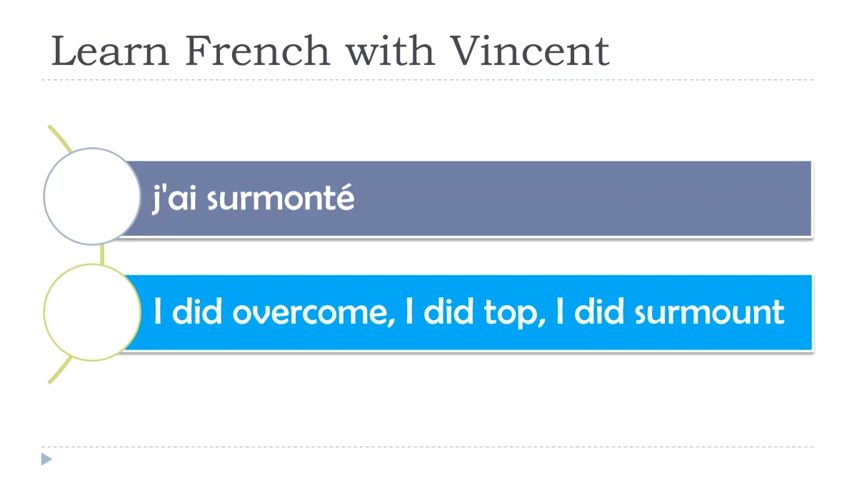 Learn French with Vincent
j'ai surmonté
I did overcome, I did top, I did surmount